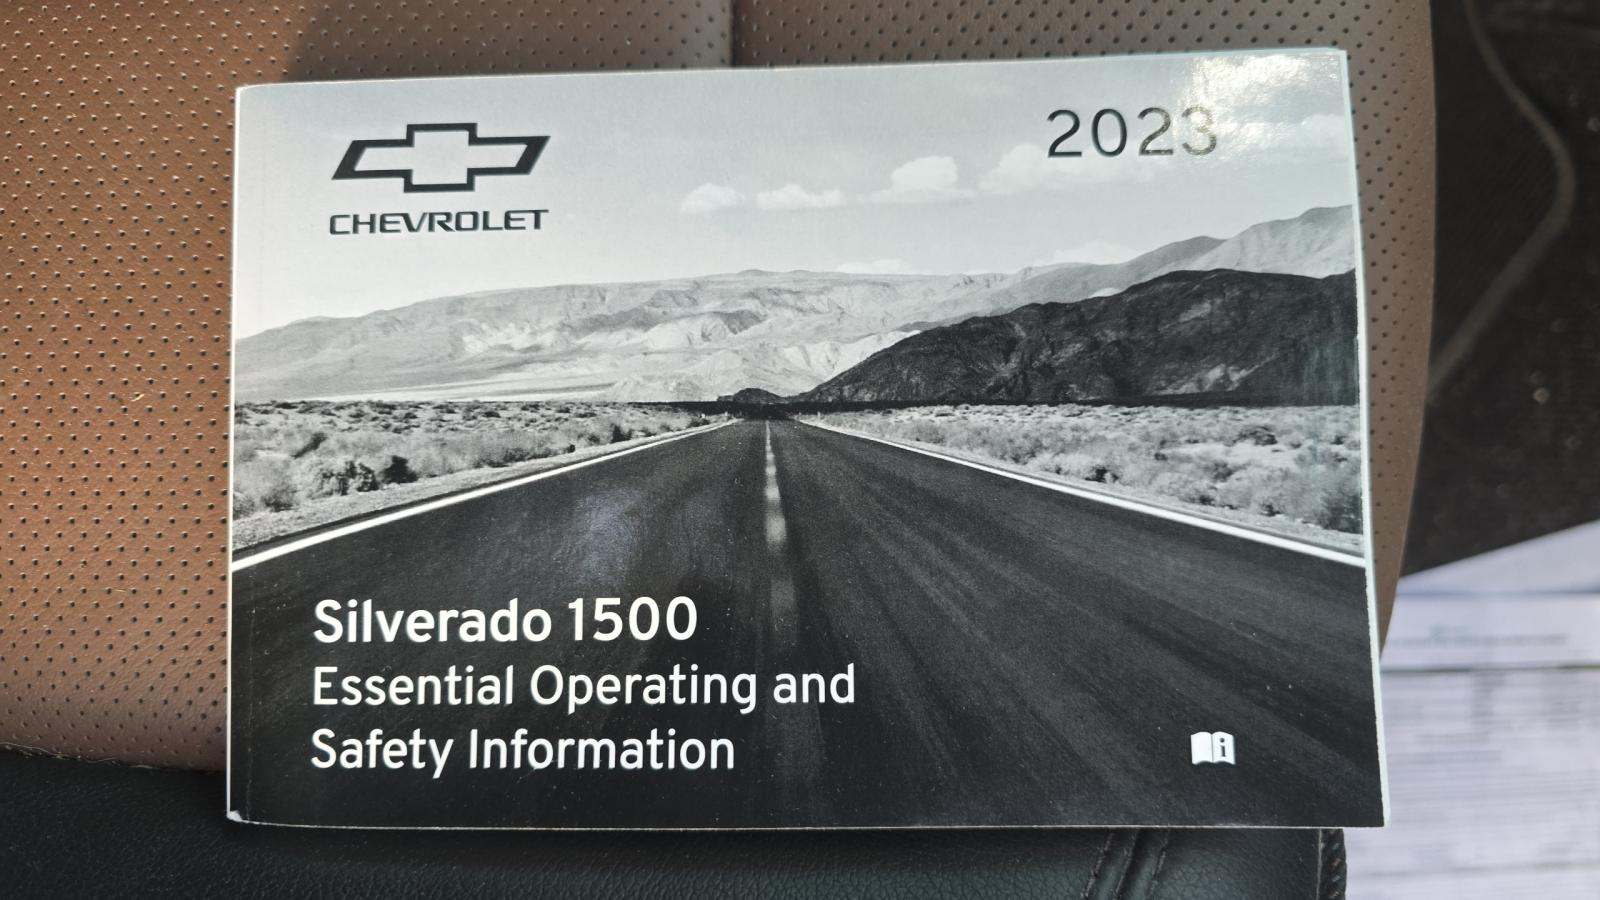 CHEVROLET
2023
Silverado 1500
Essential Operating and
Safety Information